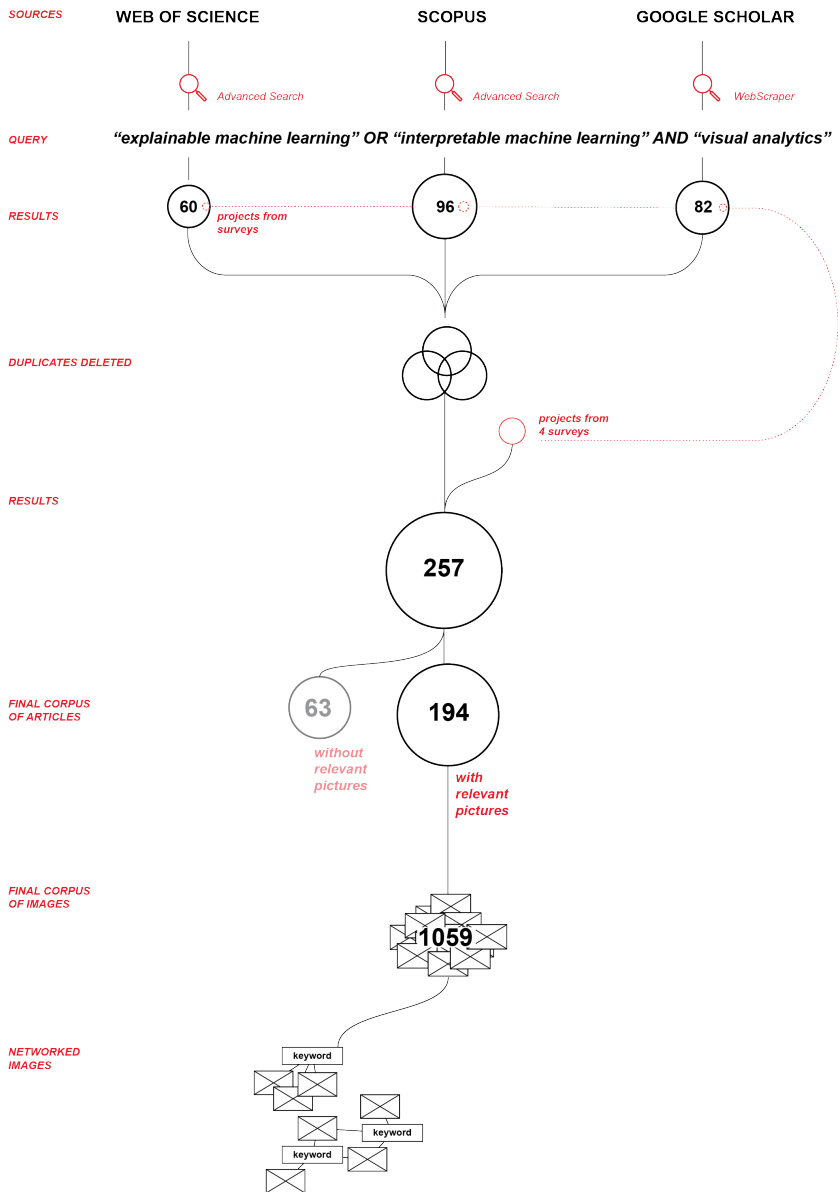 SOURCES
WEB OF SCIENCE
SCOPUS
GOOGLE SCHOLAR
Advanced Search
Advanced Search
WebScraper
QUERY
“explainable machine learning” OR “interpretable machine learning” AND “visual analytics”
RESULTS
60
96
82
projects from
surveys
DUPLICATES DELETED
projects from
4 surveys
RESULTS
257
FINAL CORPUS
OF ARTICLES
63
194
without
relevant
pictures
with
relevant
pictures
FINAL CORPUS
OF IMAGES
1059
NETWORKED
IMAGES
keyword
keyword
keyword